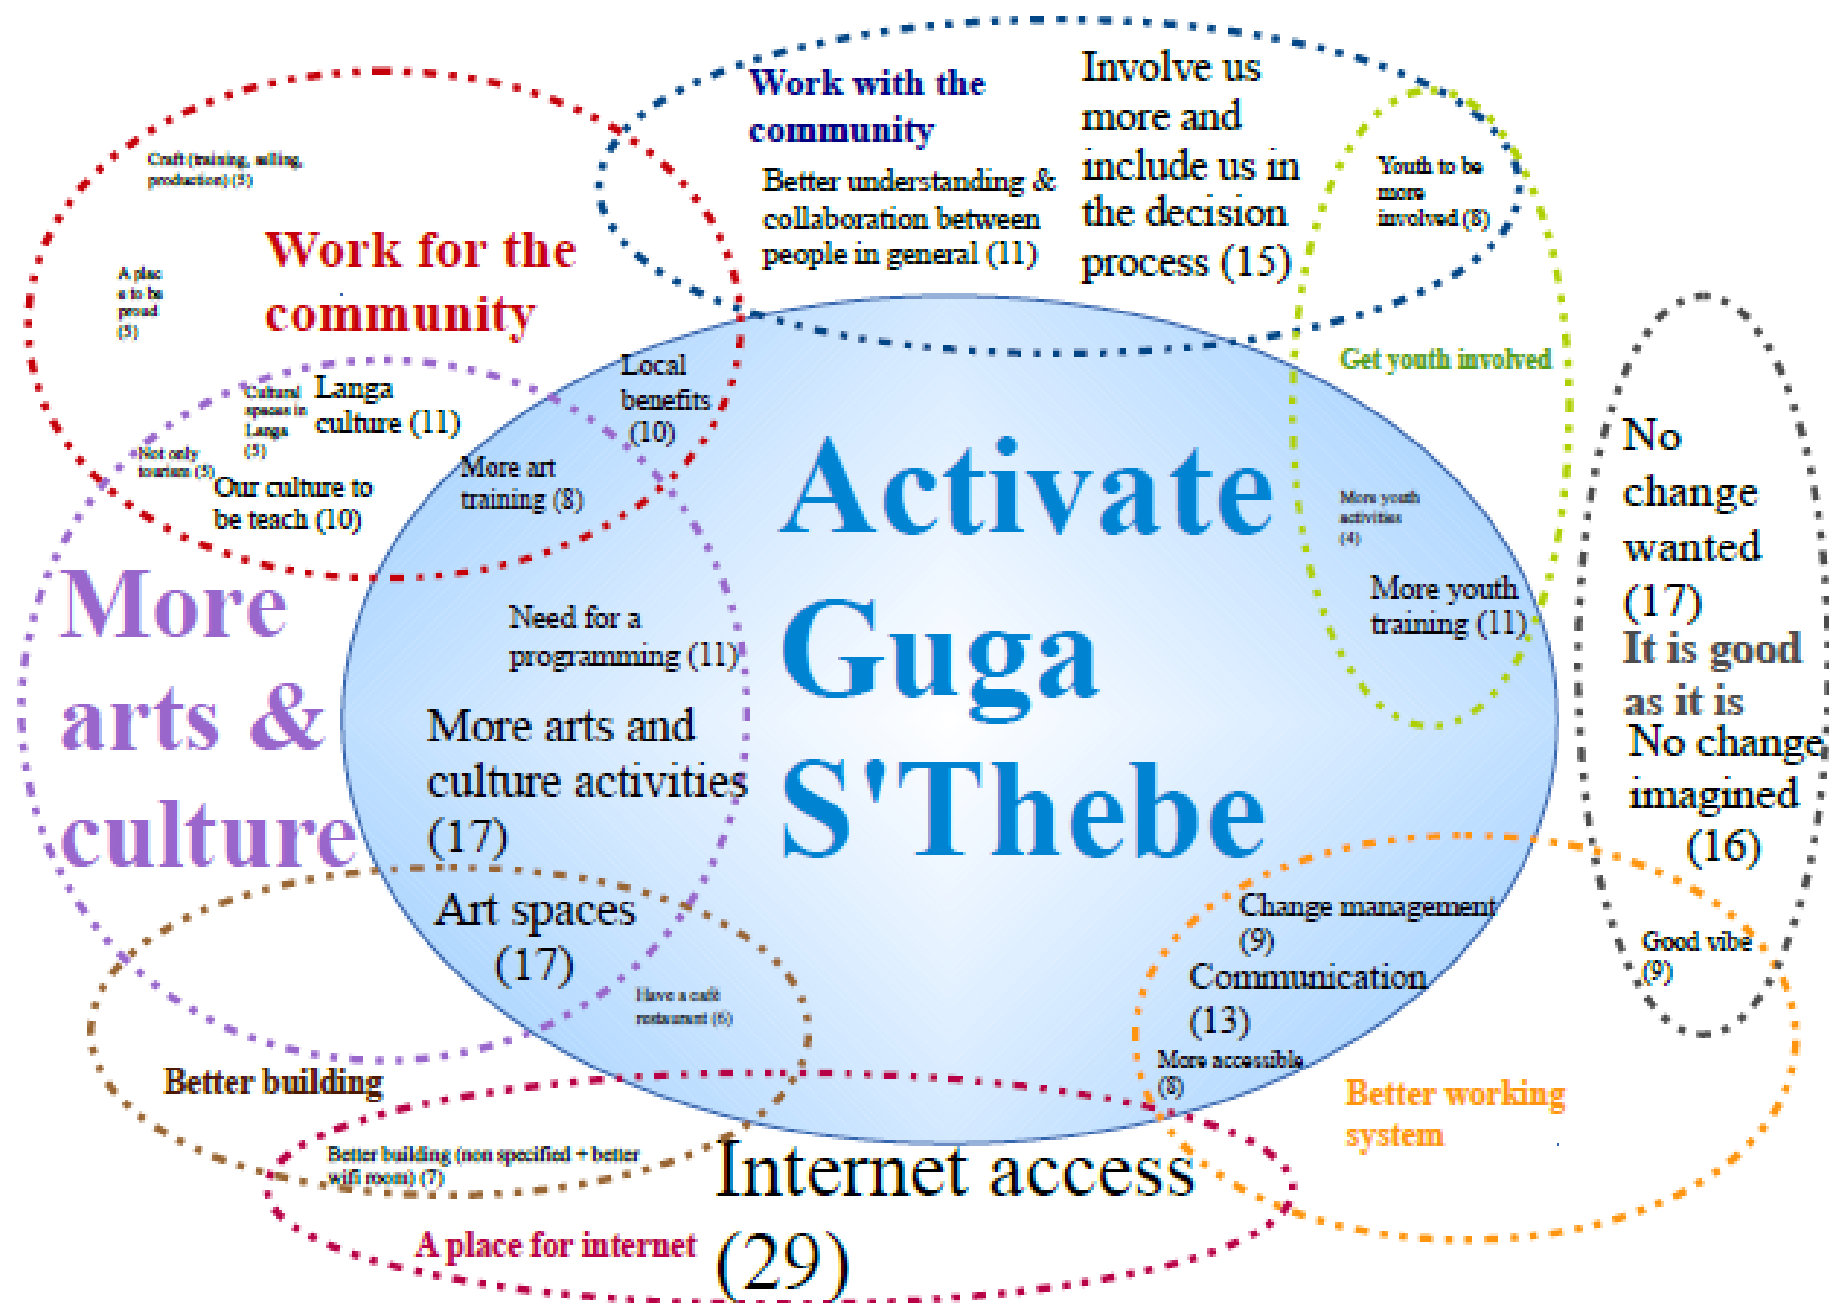 Work with the
community
Better understanding &
collaboration between
people in general (11)
Involve us
more and
include us in
the decision
process (15)
Youth to be
more
involved (8)
Get youth involved
Craft (training, selling,
production) (5)
Work for the
community
A plac
e to be
proud
(5)
Local
benefits
(10)
Cultural
spaces in
Langa
(5)
Langa
culture (11)
Not only
tourism (5)
Our culture to
be teach (10)
More art
training (8)
Activate
Guga
S'Thebe
More youth
activities
(4)
More youth
training (11)
No
change
wanted
(17)
It is good
as it is
No change
imagined
(16)
Good vibe
(9)
More
arts &
culture
Need for a
programming (11)
More arts and
culture activities
(17)
Art spaces
(17)
Have a café
restaurant (6)
Change management
(9)
Communication
(13)
More accessible
(8)
Better working
system
Better building
Better building (non specified + better
wifi room) (7)
A place for internet
Internet access
(29)